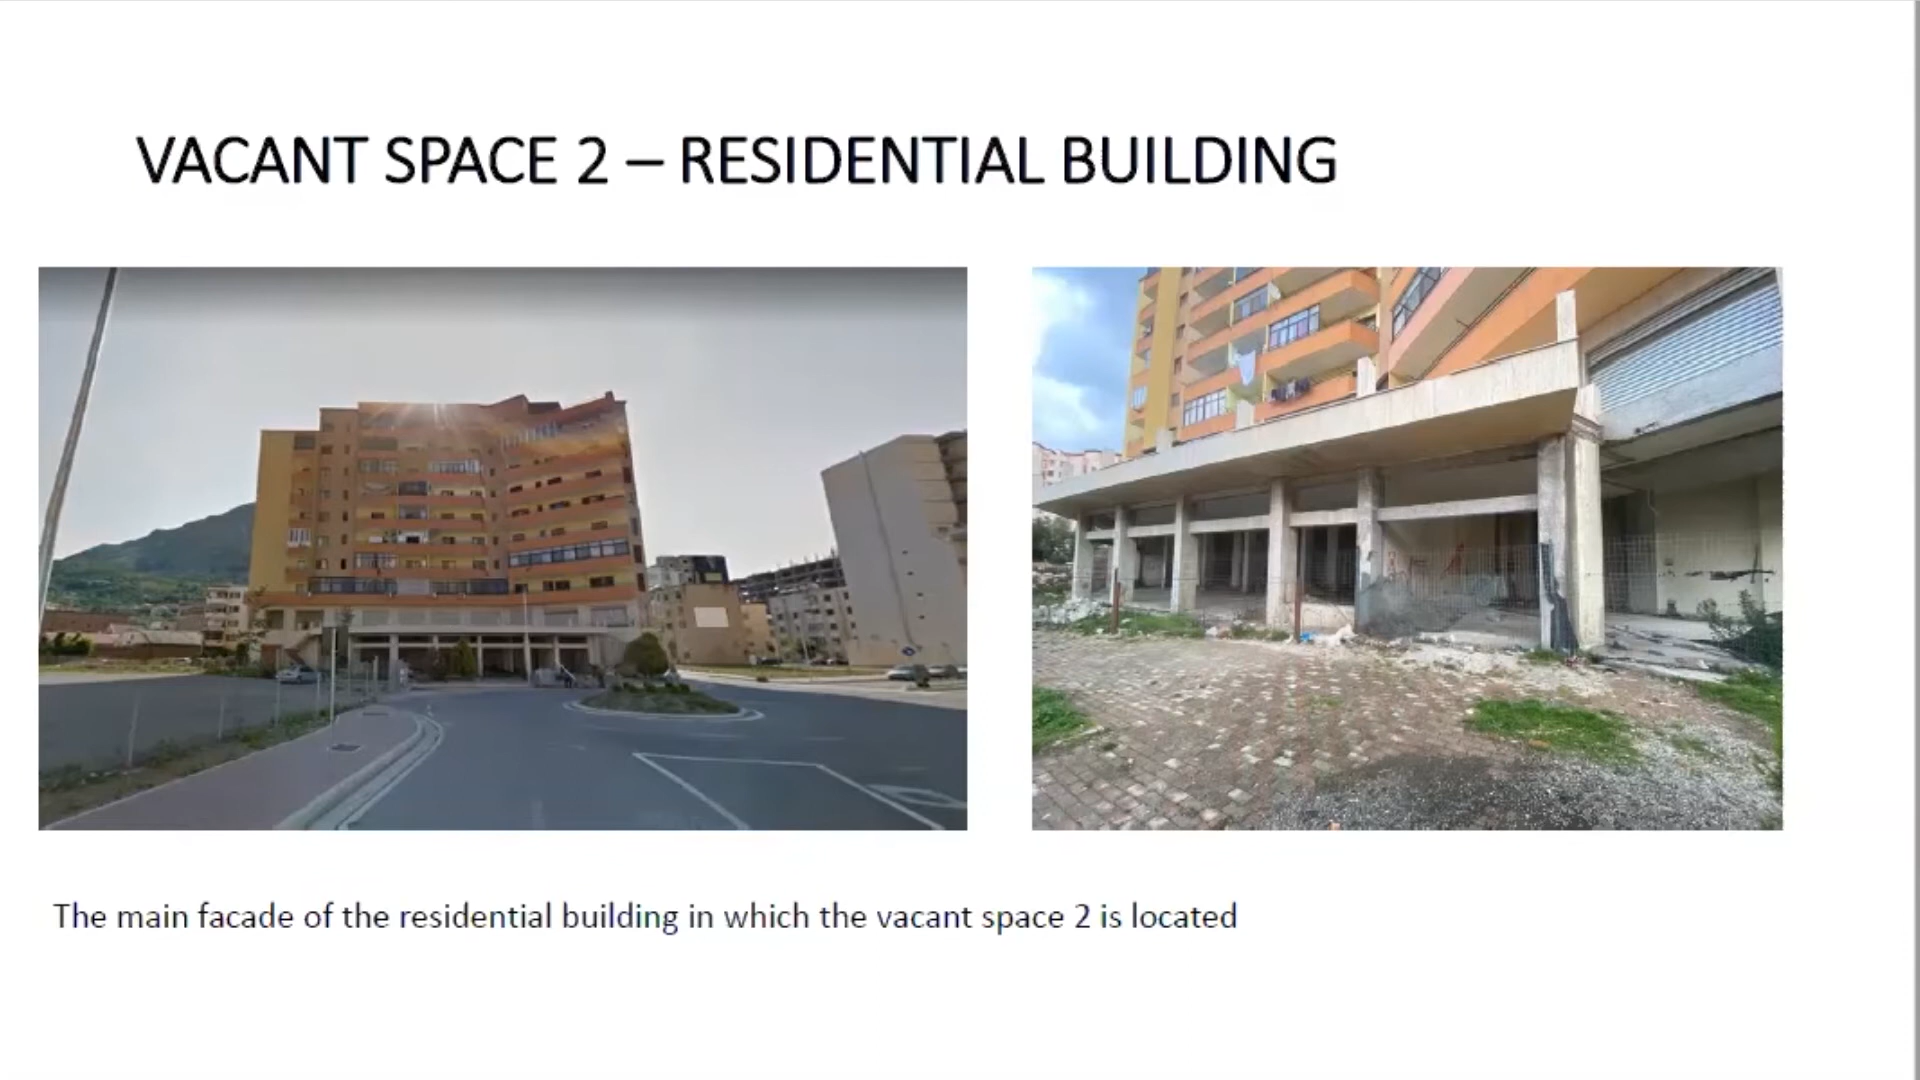 VACANT SPACE 2 – RESIDENTIAL BUILDING
The main facade of the residential building in which the vacant space 2 is located